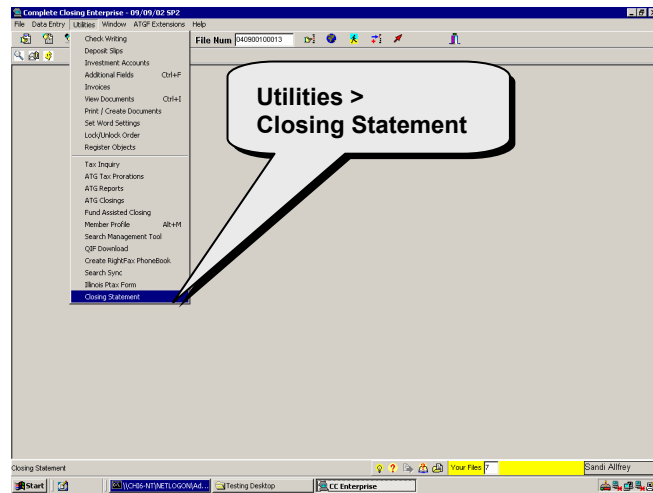 Complete Closing Enterprise - 09/09/02 SP2
File Data Entry Utilities Window ATGF Extensions Help
File Num 040900100013
Check Writing
Deposit Slips
Investment Accounts
Additional Fields Ctrl+F
Invoices
View Documents Ctrl+I
Print / Create Documents
Set Word Settings
Lock/Unlock Order
Register Objects
Tax Inquiry
ATG Tax Prorations
ATG Reports
ATG Closings
Fund Assisted Closing
Member Profile Alt+M
Search Management Tool
QIF Download
Create RightFax PhoneBook
Search Sync
Illinois Ptax Form
Closing Statement
Utilities >
Closing Statement
Closing Statement Your Files 7 Sandi Allfrey
Start \\CH06-NT\NETLOGON\Ad... Testing Desktop CC Enterprise